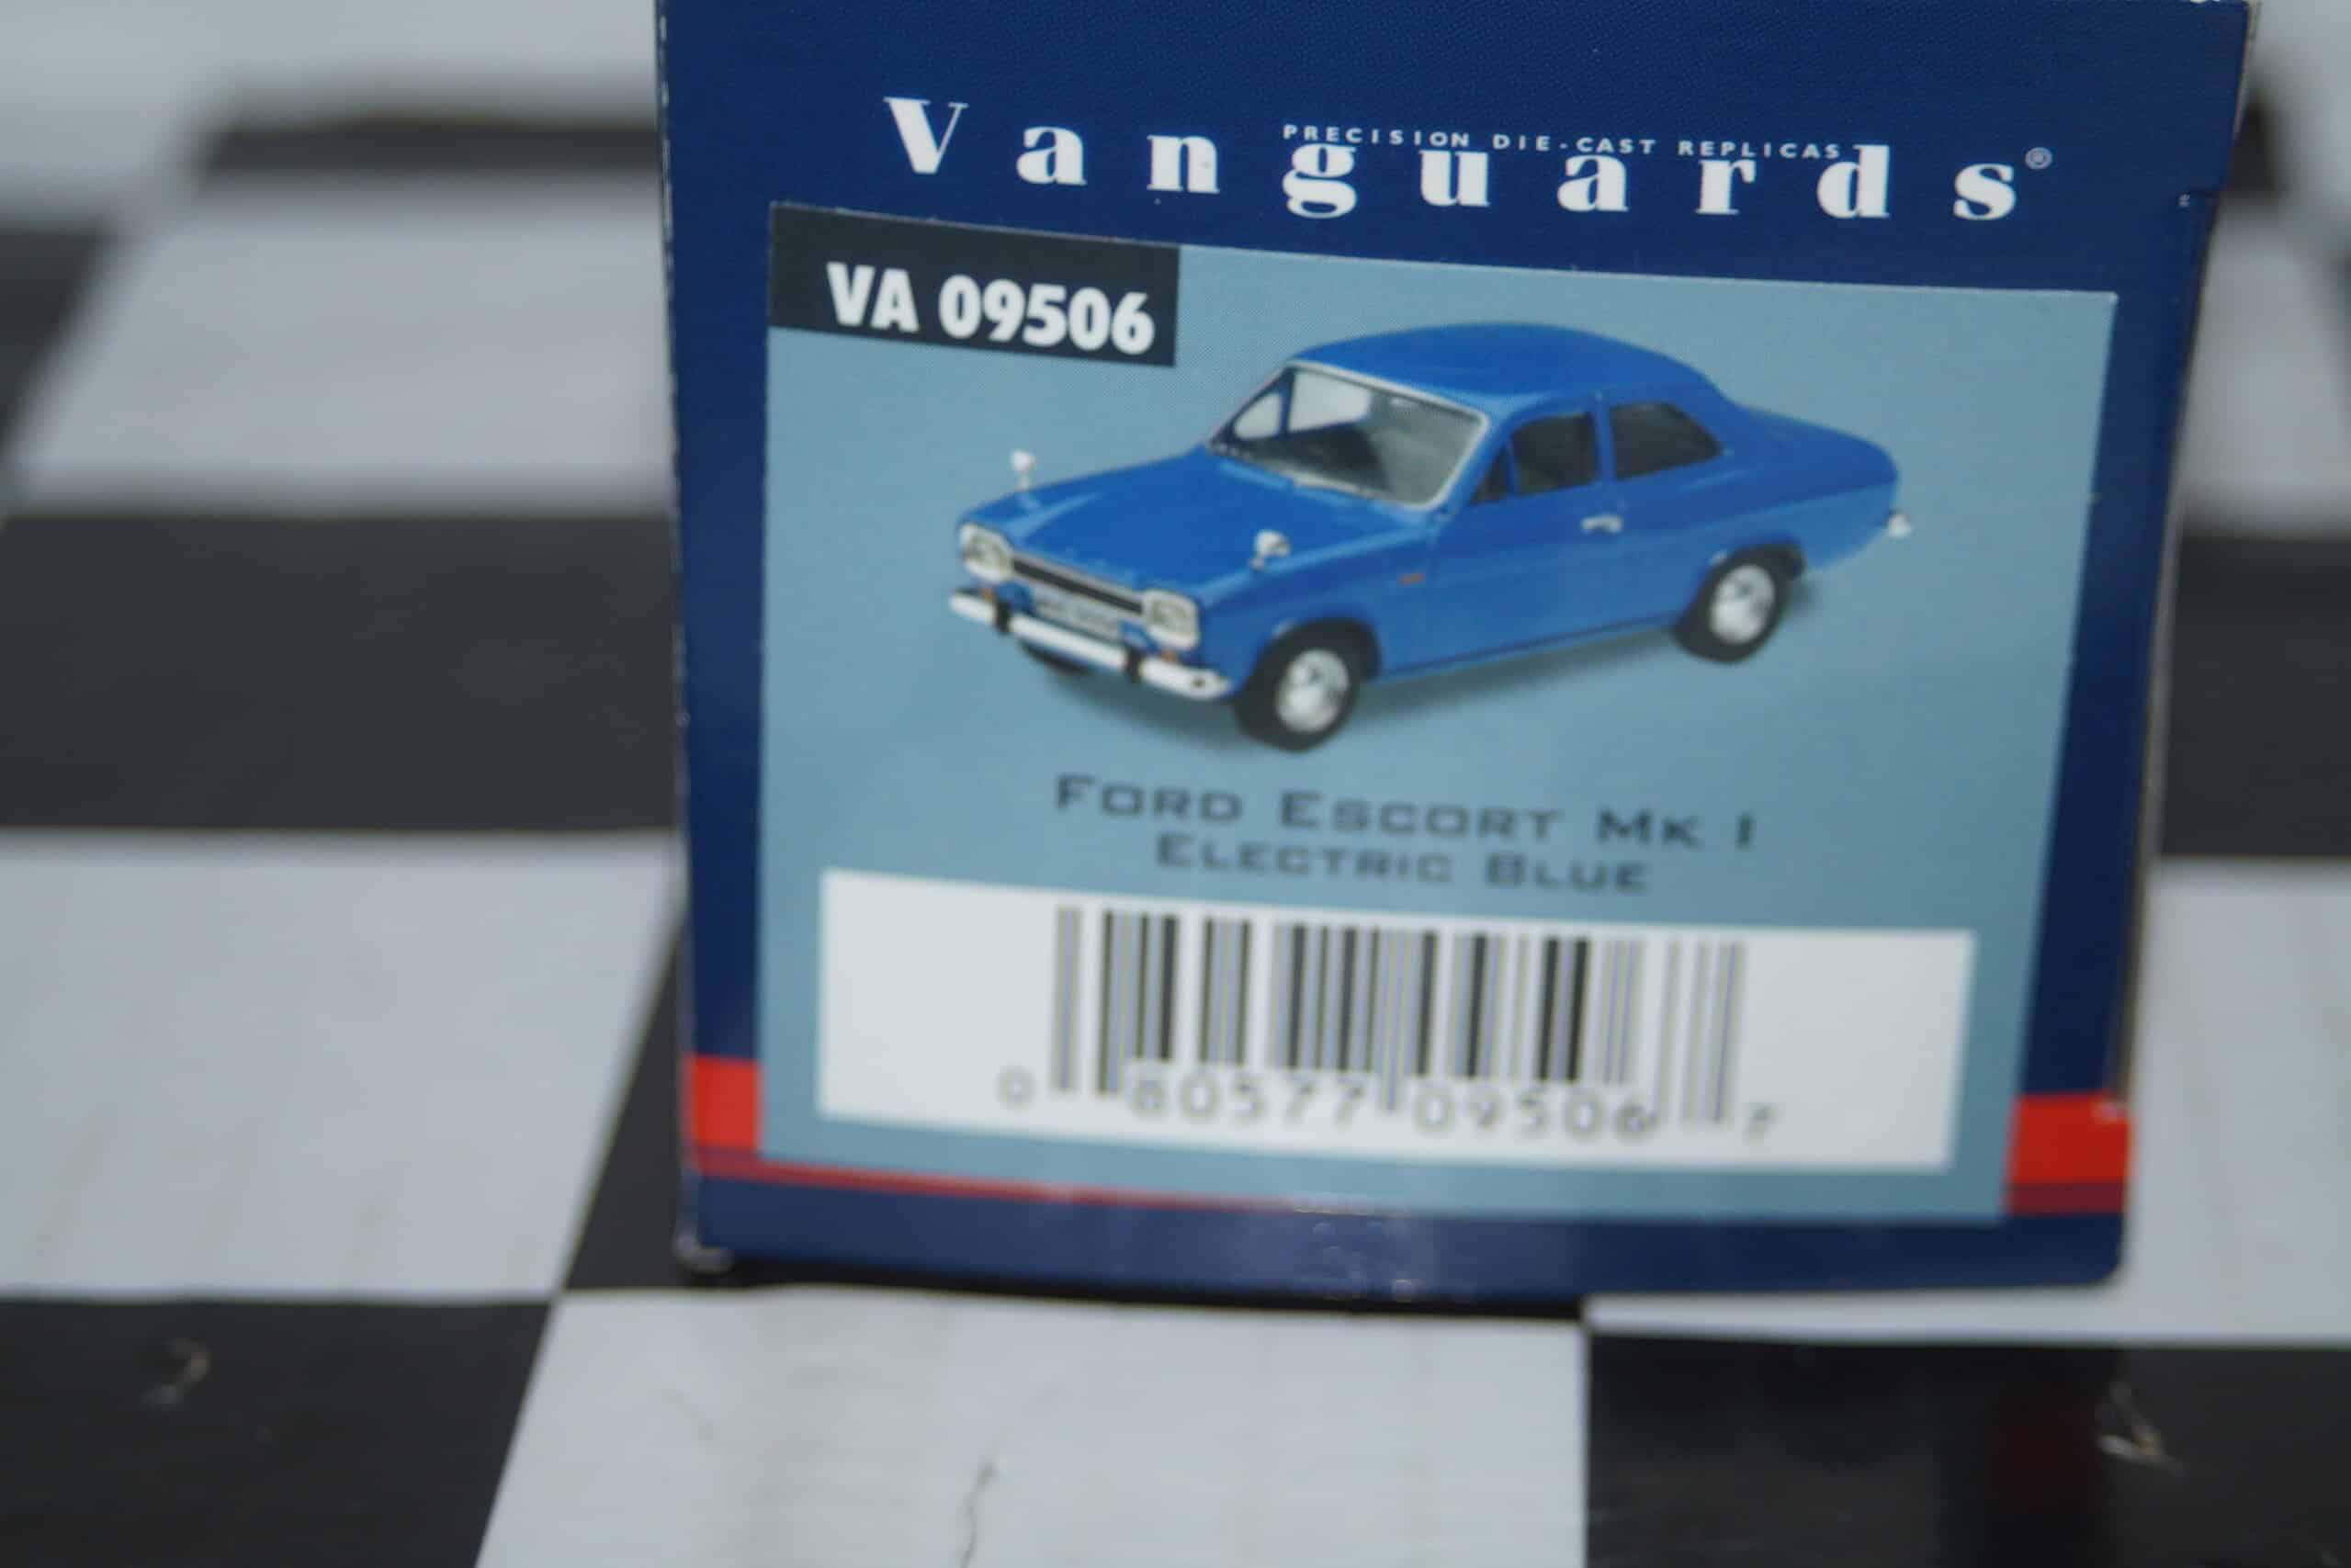 PRECISION DIE-CAST REPLICAS
Vanguards®
VA 09506
FORD ESCORT MK I
ELECTRIC BLUE
0 80577 09506 7